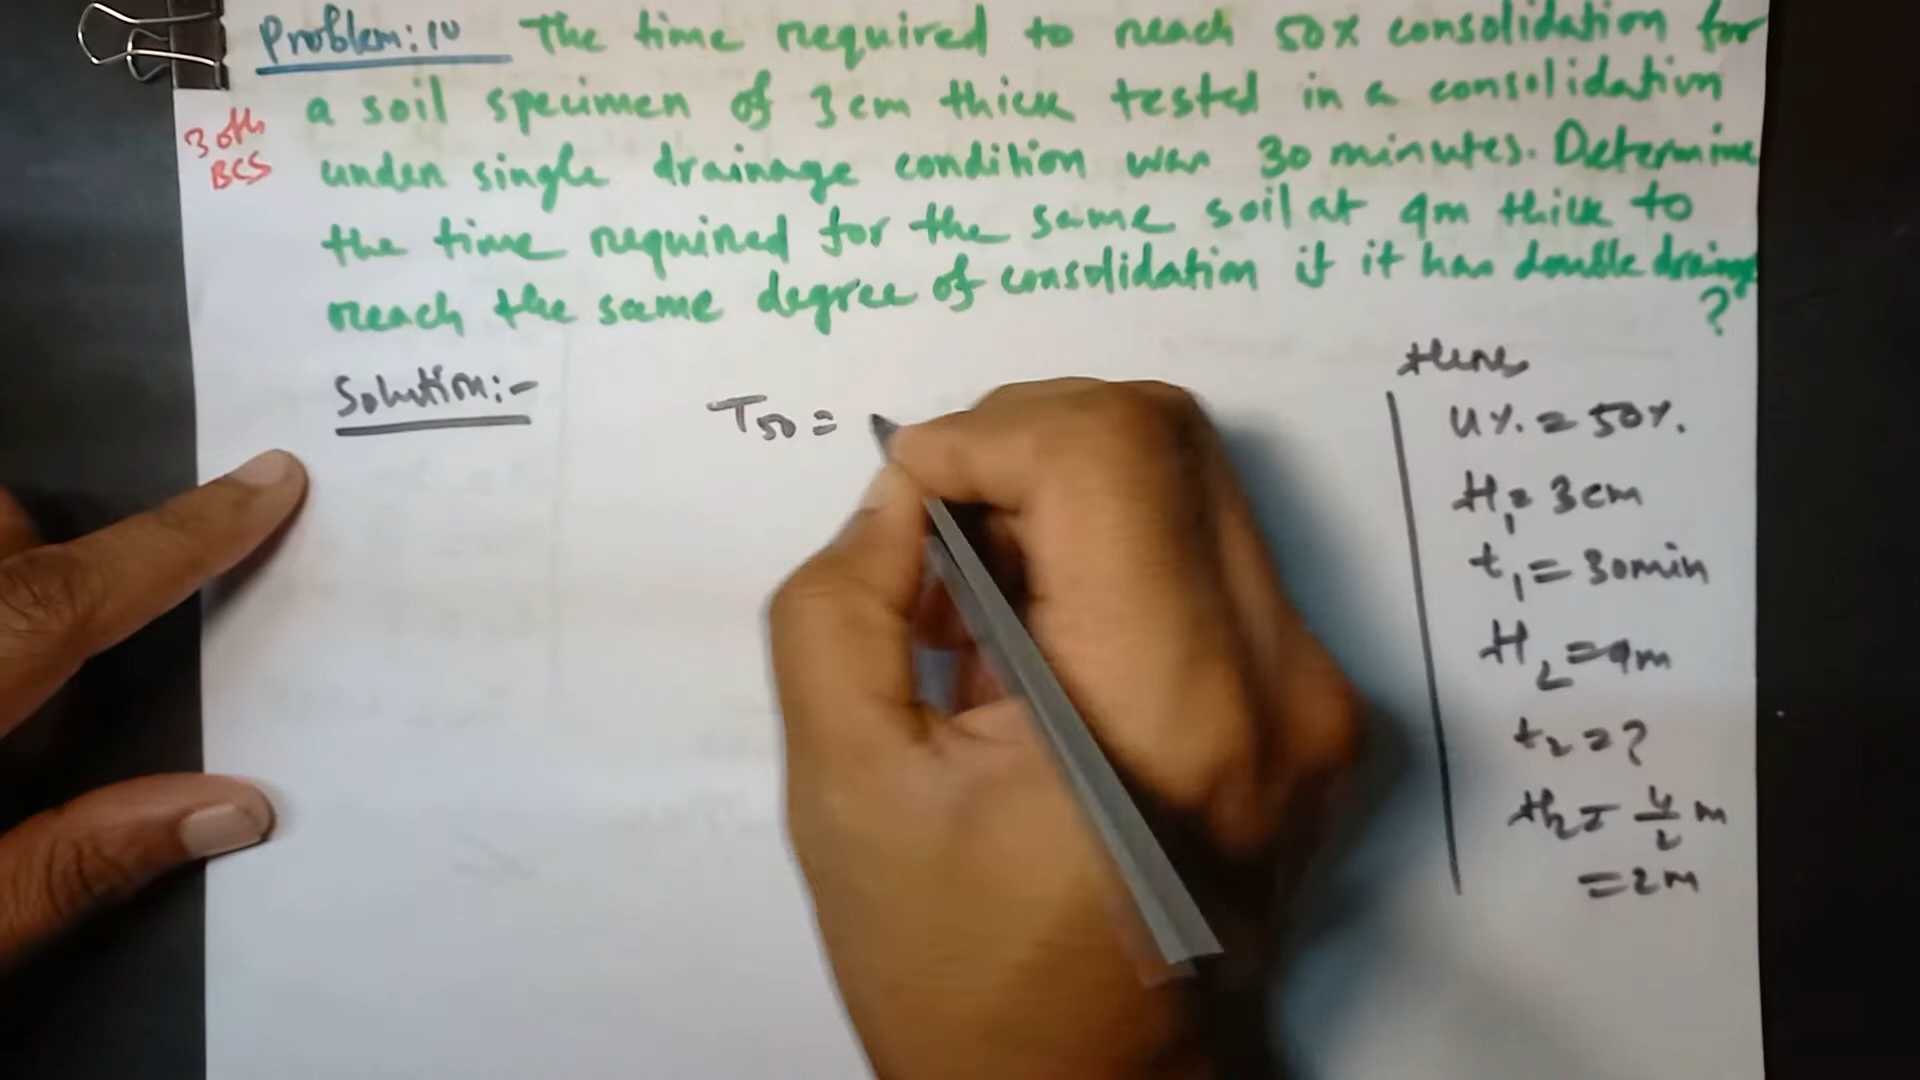 Problem: 10 The time required to reach 50% consolidation for
a soil specimen of 3cm thick tested in a consolidation
under single drainage condition was 30 minutes. Determine
the time required for the same soil at 4m thick to
reach the same degree of consolidation if it has double drainage
?
30th
BCS
Solution:-
T50 =
Here
U%. = 50%.
H1 = 3cm
t1 = 30min
H2 = 4m
t2 = ?
H2 = 4/2 m
= 2m